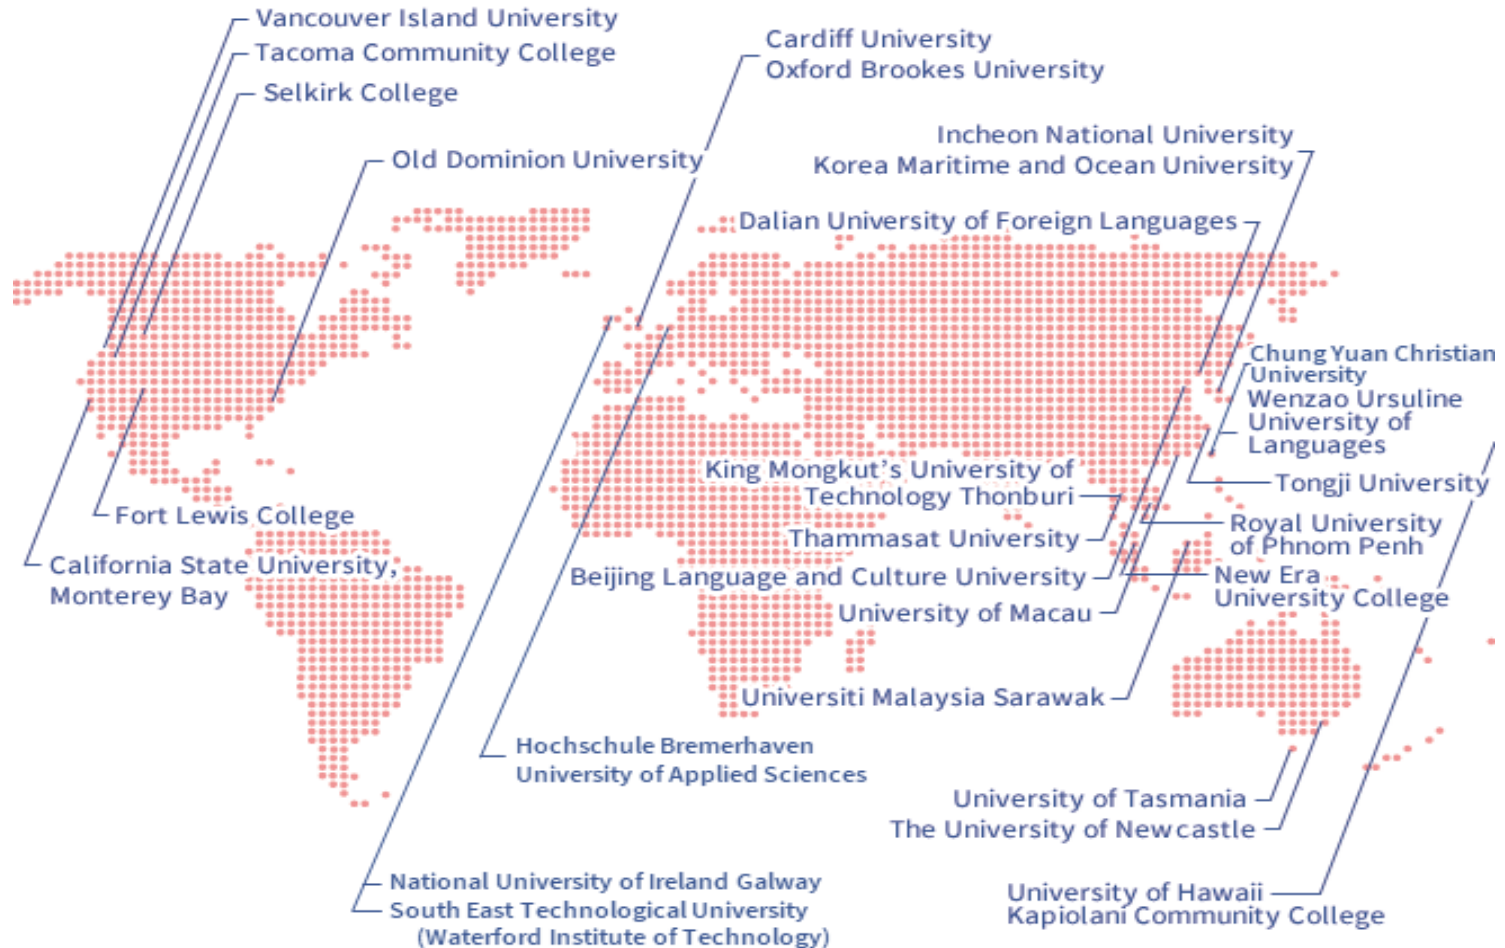 Vancouver Island University
Tacoma Community College
Selkirk College
Old Dominion University
Cardiff University
Oxford Brookes University
Incheon National University
Korea Maritime and Ocean University
Dalian University of Foreign Languages
Chung Yuan Christian
University
Wenzao Ursuline
University of
Languages
King Mongkut's University of
Technology Thonburi
Tongji University
Fort Lewis College
Thammasat University
Royal University
of Phnom Penh
California State University,
Monterey Bay
Beijing Language and Culture University
New Era
University College
University of Macau
Universiti Malaysia Sarawak
Hochschule Bremerhaven
University of Applied Sciences
University of Tasmania
The University of Newcastle
National University of Ireland Galway
South East Technological University
(Waterford Institute of Technology)
University of Hawaii
Kapiolani Community College